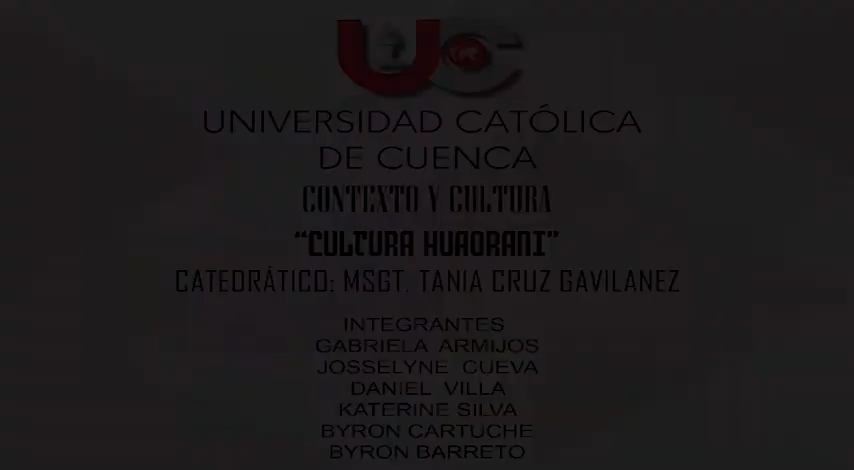 UC
UNIVERSIDAD CATÓLICA
DE CUENCA
CONTEXTO Y CULTURA
“CULTURA HUAORANI”
CATEDRÁTICO: MSGT. TANIA CRUZ GAVILANEZ
INTEGRANTES
GABRIELA ARMIJOS
JOSSELYNE CUEVA
DANIEL VILLA
KATERINE SILVA
BYRON CARTUCHE
BYRON BARRETO